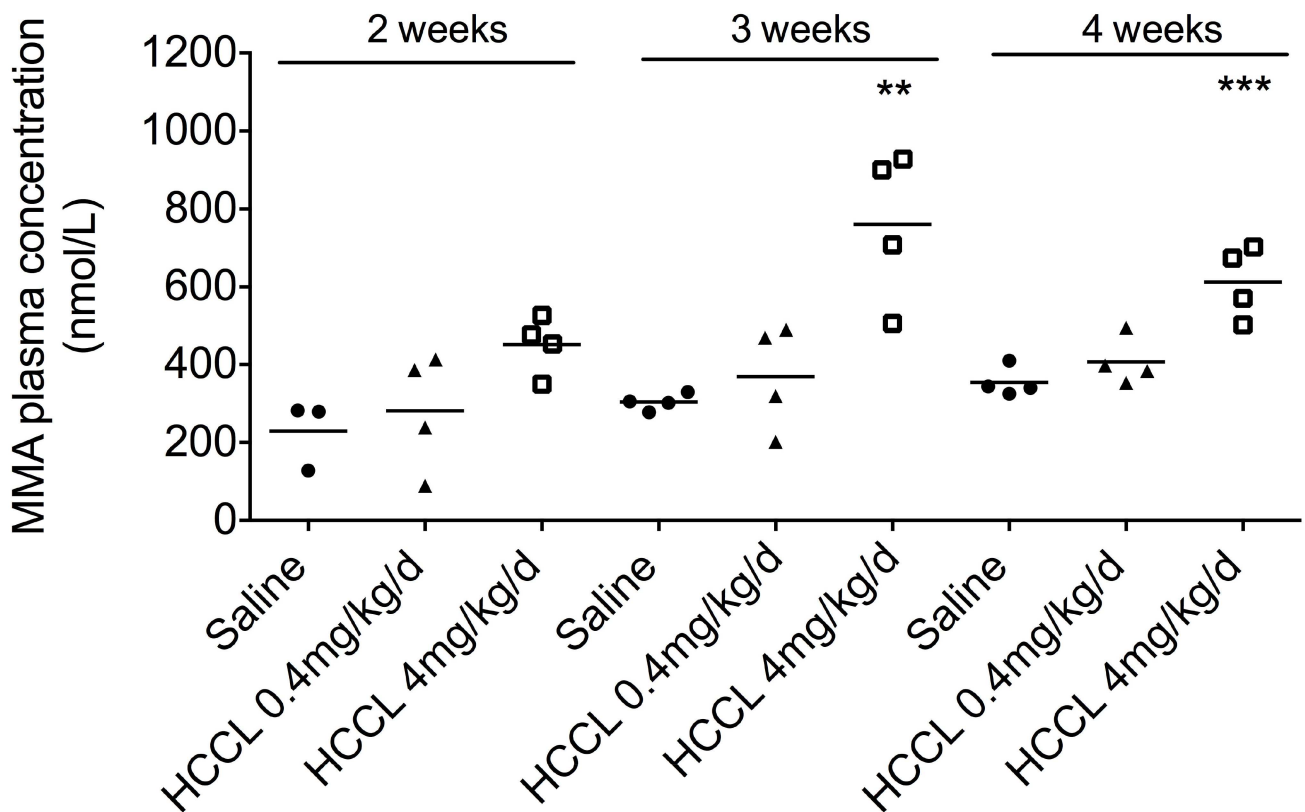 2 weeks
3 weeks
4 weeks
MMA plasma concentration
(nmol/L)
1200
1000
800
600
400
200
0
**
***
Saline
HCCL 0.4mg/kg/d
HCCL 4mg/kg/d
Saline
HCCL 0.4mg/kg/d
HCCL 4mg/kg/d
Saline
HCCL 0.4mg/kg/d
HCCL 4mg/kg/d